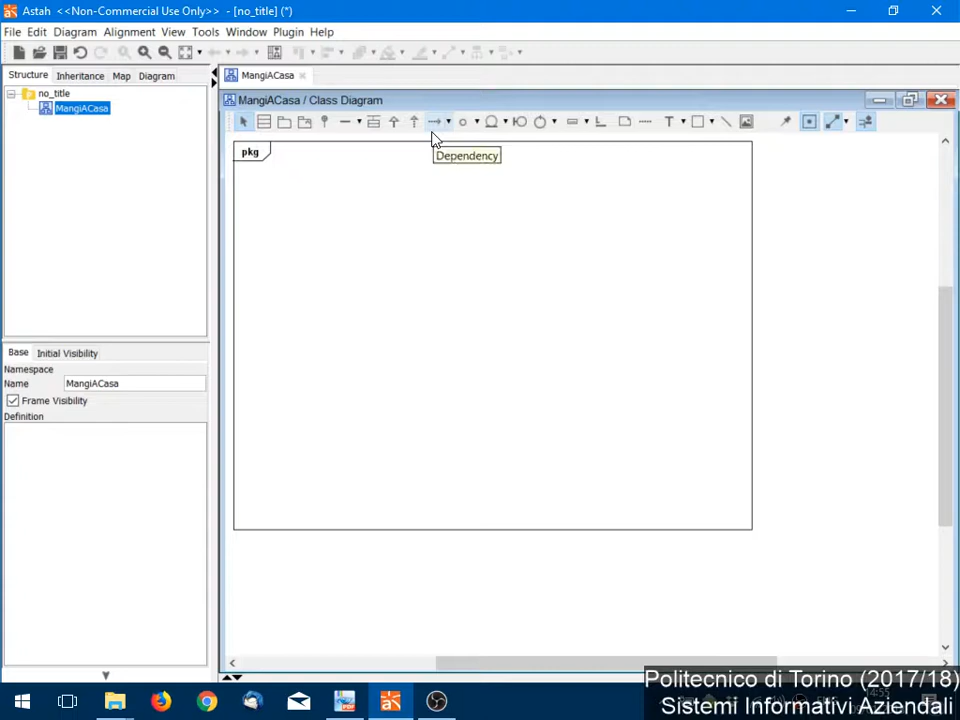 Astah <<Non-Commercial Use Only>> - [no_title] (*)
File Edit Diagram Alignment View Tools Window Plugin Help
Structure Inheritance Map Diagram
MangiACasa
no_title
MangiACasa
MangiACasa / Class Diagram
T
Dependency
pkg
Base Initial Visibility
Namespace
Name MangiACasa
Frame Visibility
Definition
Politecnico di Torino (2017/18)
14:55
Sistemi Informativi Aziendali